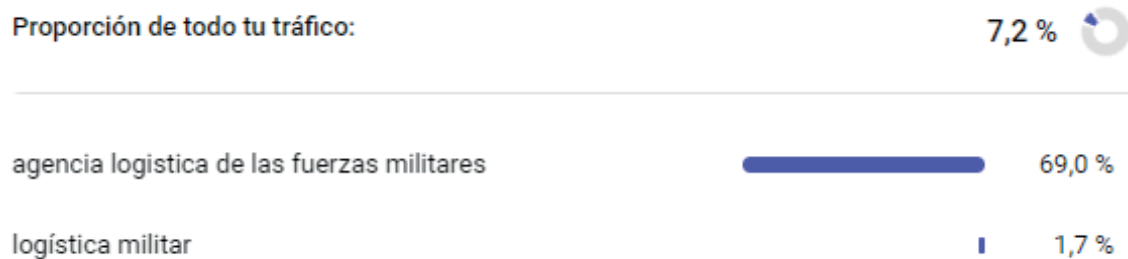 Proporción de todo tu tráfico: 7,2 %
agencia logistica de las fuerzas militares 69,0 %
logística militar 1,7 %